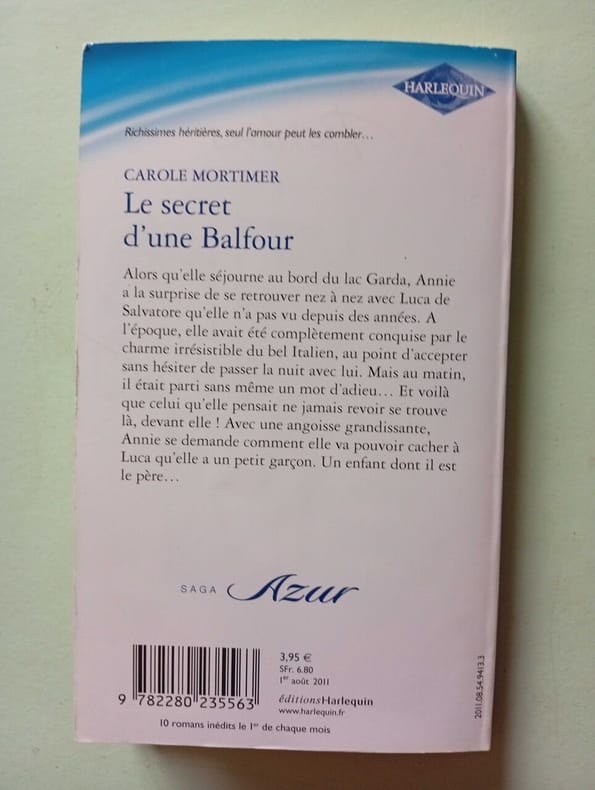 HARLEQUIN
Richissimes héritières, seul l'amour peut les combler…
CAROLE MORTIMER
Le secret
d'une Balfour
Alors qu'elle séjourne au bord du lac Garda, Annie
a la surprise de se retrouver nez à nez avec Luca de
Salvatore qu'elle n'a pas vu depuis des années. A
l'époque, elle avait été complètement conquise par le
charme irrésistible du bel Italien, au point d'accepter
sans hésiter de passer la nuit avec lui. Mais au matin,
il était parti sans même un mot d'adieu… Et voilà
que celui qu'elle pensait ne jamais revoir se trouve
là, devant elle ! Avec une angoisse grandissante,
Annie se demande comment elle va pouvoir cacher à
Luca qu'elle a un petit garçon. Un enfant dont il est
le père…
SAGA Azur
3,95 €
SFr. 6.80
1er août 2011
éditionsHarlequin
www.harlequin.fr
9 782280 235563
10 romans inédits le 1er de chaque mois
2011.08.54.9413.3